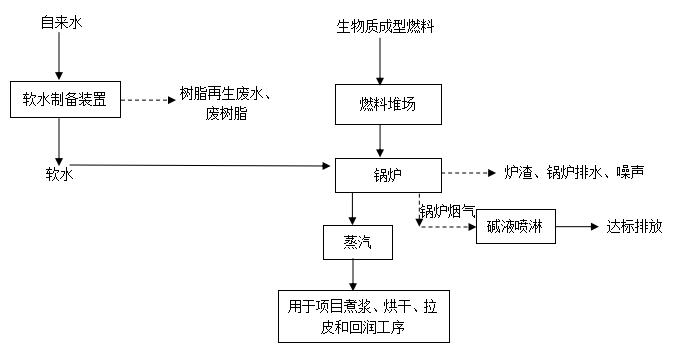 自来水
生物质成型燃料
软水制备装置
树脂再生废水、
废树脂
燃料堆场
软水
锅炉
炉渣、锅炉排水、噪声
锅炉烟气
碱液喷淋
达标排放
蒸汽
用于项目煮浆、烘干、拉
皮和回润工序